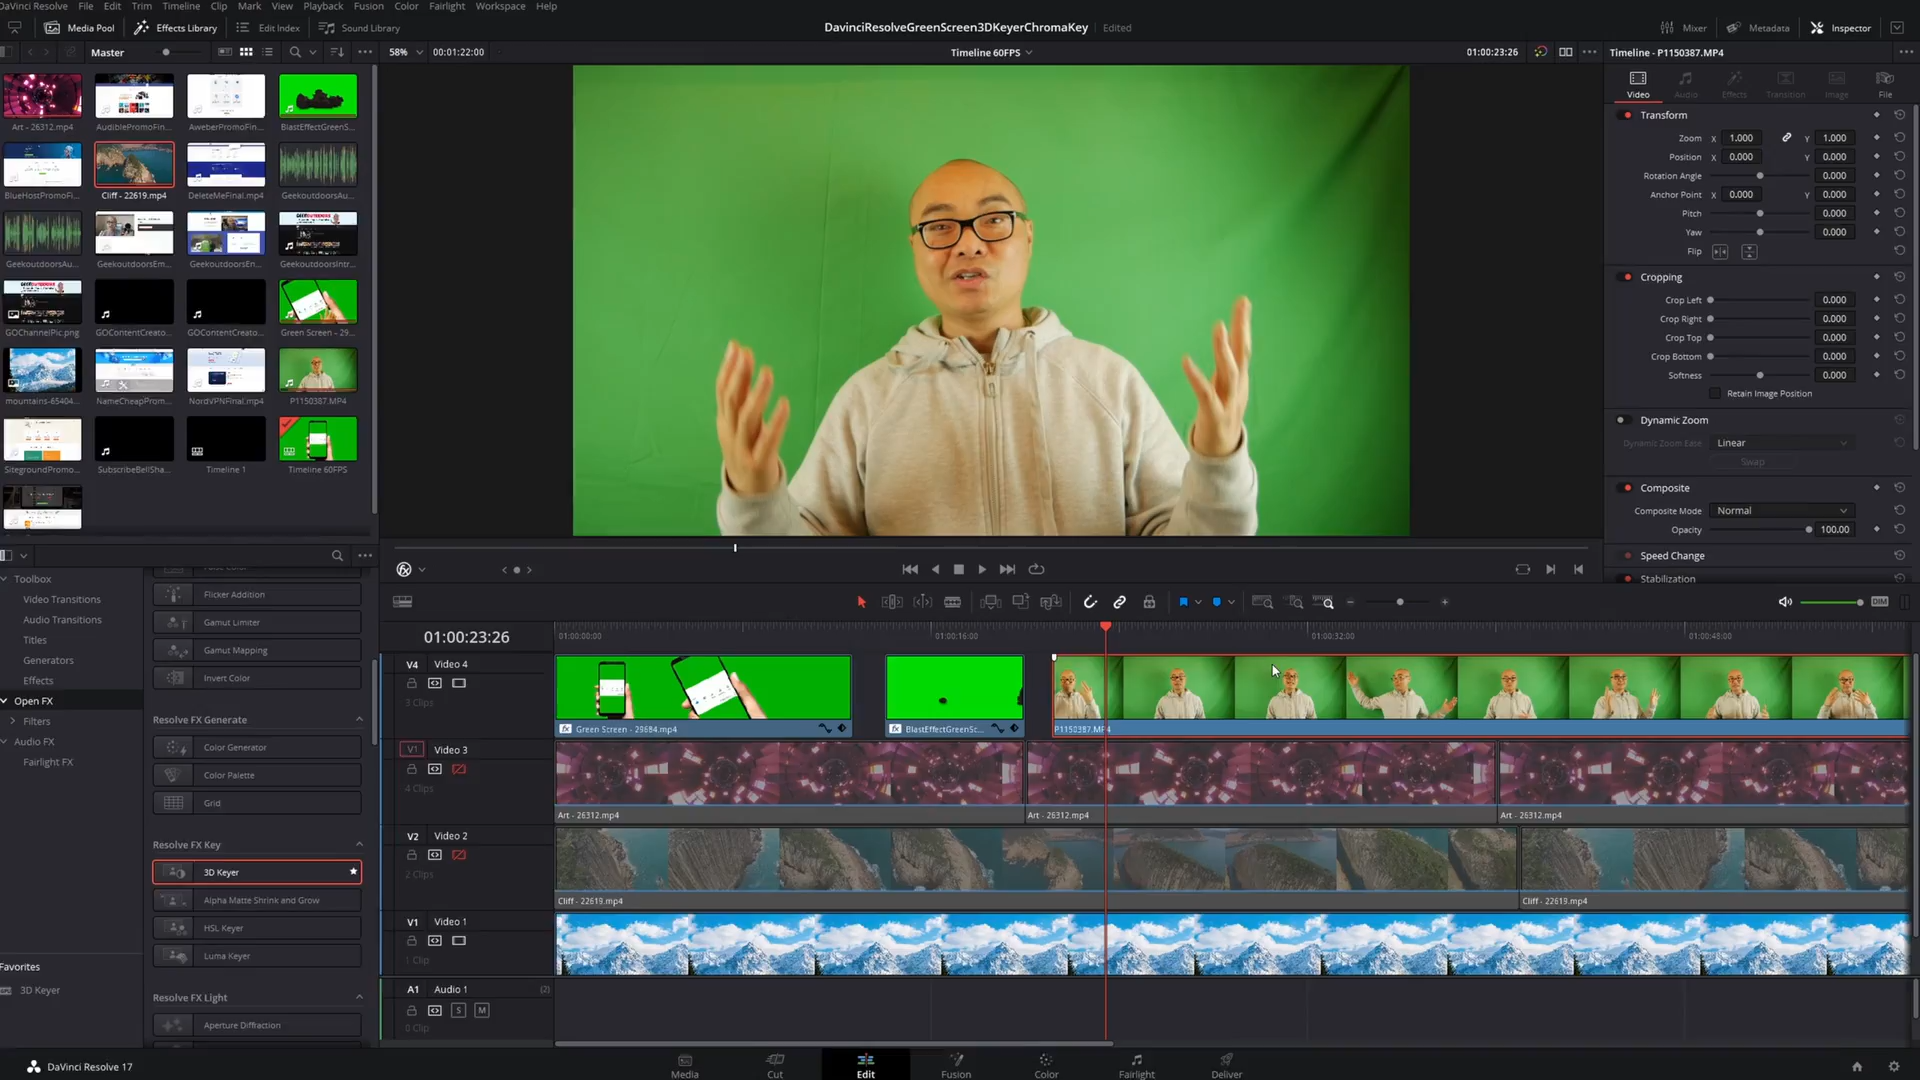 DaVinci Resolve File Edit Trim Timeline Clip Mark View Playback Fusion Color Fairlight Workspace Help
Media Pool Effects Library Edit Index Sound Library
DavinciResolveGreenScreen3DKeyerChromaKey Edited
Mixer Metadata Inspector
Master
58% 00:01:22:00 Timeline 60FPS 01:00:23:26
Timeline - P1150387.MP4
Art - 26312.mp4 AudiblePromoFin... AweberPromoFin... BlastEffectGreenS...
BlueHostPromoFi... Cliff - 22619.mp4 DeleteMeFinal.mp4 GeekoutdoorsAu...
GeekoutdoorsAu... GeekoutdoorsEm... GeekoutdoorsEn... GeekoutdoorsIntr...
GOChannelPic.png GOContentCreato... GOContentCreato... Green Screen - 29...
mountains-65404... NameCheapProm... NordVPNFinal.mp4 P1150387.MP4
SitegroundPromo... SubscribeBellSha... Timeline 1 Timeline 60FPS
Video Audio Effects Transition Image File
Transform
Zoom X 1.000 Y 1.000
Position X 0.000 Y 0.000
Rotation Angle 0.000
Anchor Point X 0.000 Y 0.000
Pitch 0.000
Yaw 0.000
Flip
Cropping
Crop Left 0.000
Crop Right 0.000
Crop Top 0.000
Crop Bottom 0.000
Softness 0.000
Retain Image Position
Dynamic Zoom
Dynamic Zoom Ease Linear
Swap
Composite
Composite Mode Normal
Opacity 100.00
Speed Change
Stabilization
Toolbox
Video Transitions
Audio Transitions
Titles
Generators
Effects
Open FX
Filters
Audio FX
Fairlight FX
Favorites
3D Keyer
Flicker Addition
Gamut Limiter
Gamut Mapping
Invert Color
Resolve FX Generate
Color Generator
Color Palette
Grid
Resolve FX Key
3D Keyer
Alpha Matte Shrink and Grow
HSL Keyer
Luma Keyer
Resolve FX Light
Aperture Diffraction
DIM
01:00:23:26
01:00:00:00 01:00:16:00 01:00:32:00 01:00:48:00
V4 Video 4
3 Clips
Green Screen - 29684.mp4 BlastEffectGreenSc... P1150387.MP4
V1 Video 3
4 Clips
Art - 26312.mp4 Art - 26312.mp4 Art - 26312.mp4
V2 Video 2
2 Clips
Cliff - 22619.mp4 Cliff - 22619.mp4
V1 Video 1
1 Clip
A1 Audio 1 (2)
S M
0 Clip
DaVinci Resolve 17
Media Cut Edit Fusion Color Fairlight Deliver